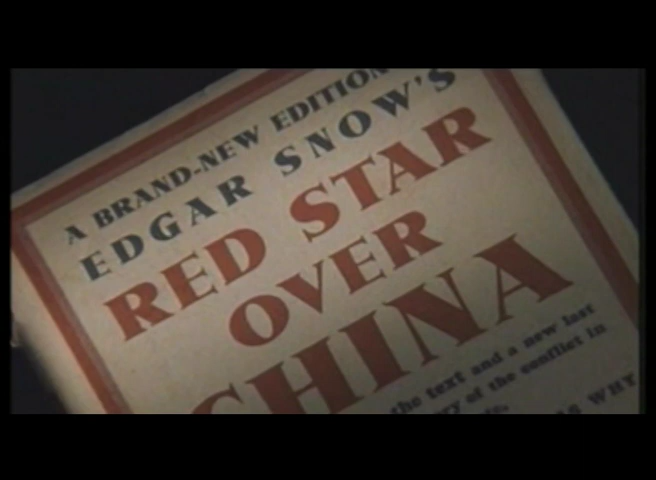 A BRAND-NEW EDITION
EDGAR SNOW'S
RED STAR
OVER
CHINA
the text and a new last
of the conflict in
WHY